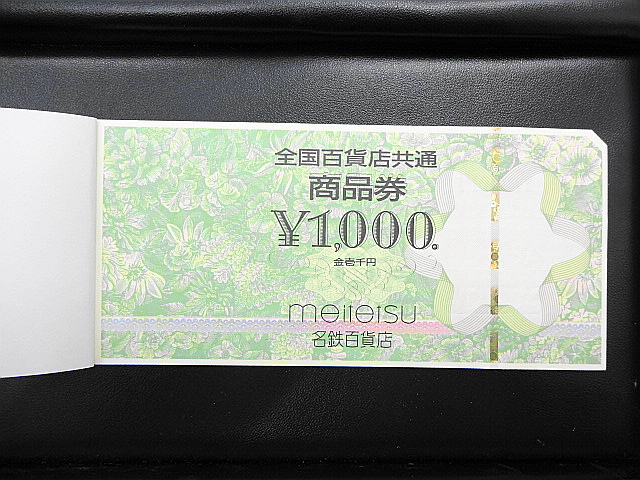 全国百貨店共通
商品券
¥1,000.
金壱千円
meitetsu
名鉄百貨店